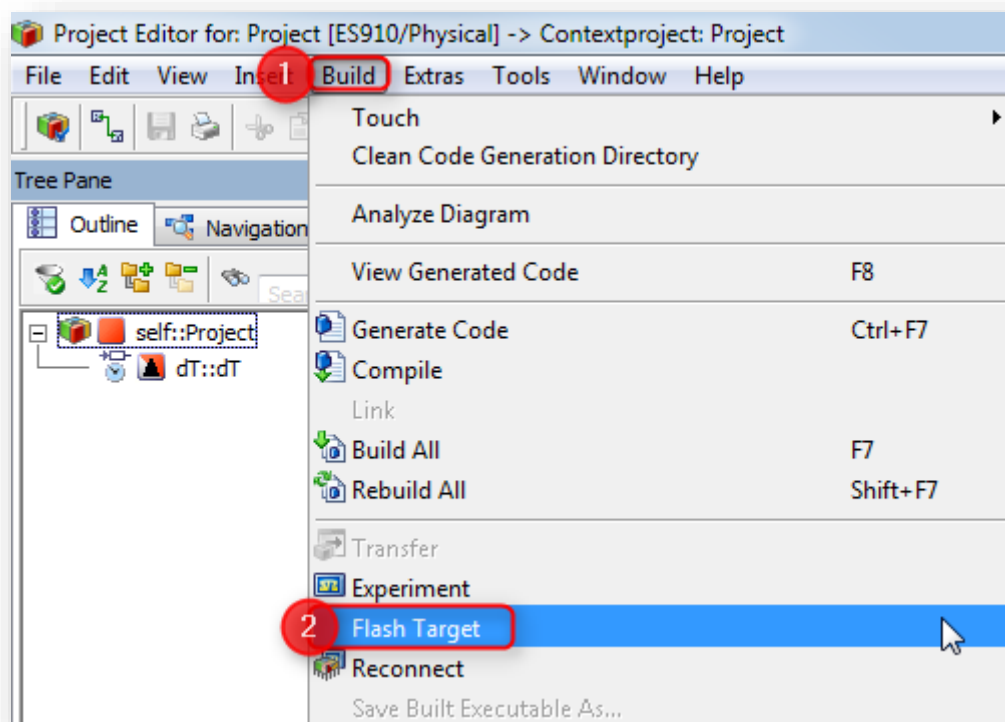 Project Editor for: Project [ES910/Physical] -> Contextproject: Project
File Edit View Insert 1 Build Extras Tools Window Help
Touch
Clean Code Generation Directory
Tree Pane
Analyze Diagram
Outline Navigation
View Generated Code F8
Sear
self::Project
Generate Code Ctrl+F7
dT::dT
Compile
Link
Build All F7
Rebuild All Shift+F7
Transfer
Experiment
2 Flash Target
Reconnect
Save Built Executable As...